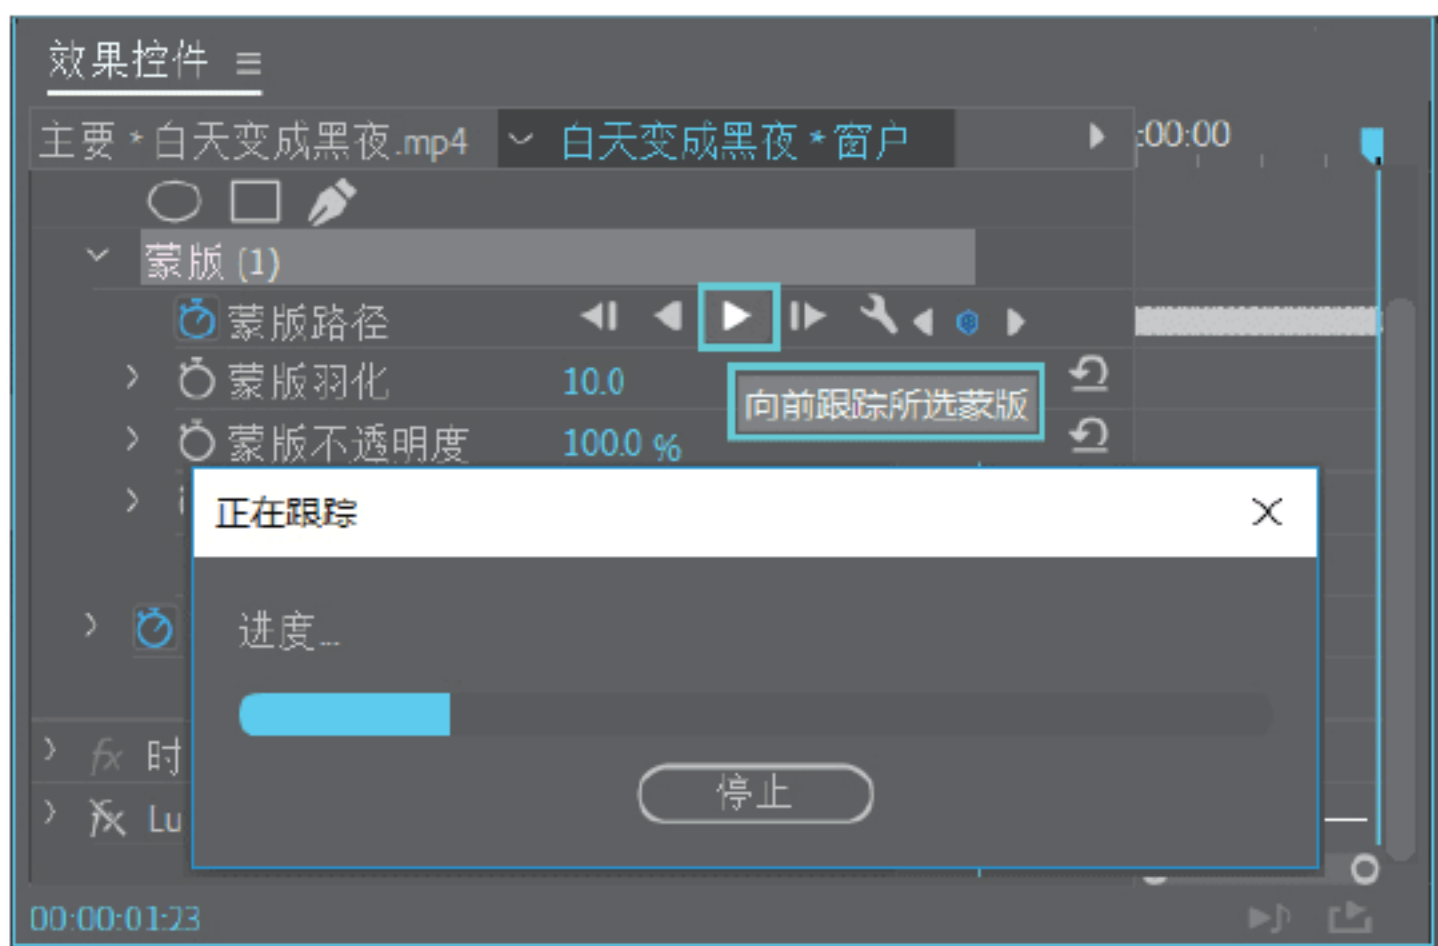 效果控件
主要 * 白天变成黑夜.mp4 白天变成黑夜 * 窗户 :00:00
蒙版 (1)
蒙版路径
蒙版羽化 10.0
向前跟踪所选蒙版
蒙版不透明度 100.0 %
正在跟踪
进度...
fx 时
停止
fx Lu
00:00:01:23